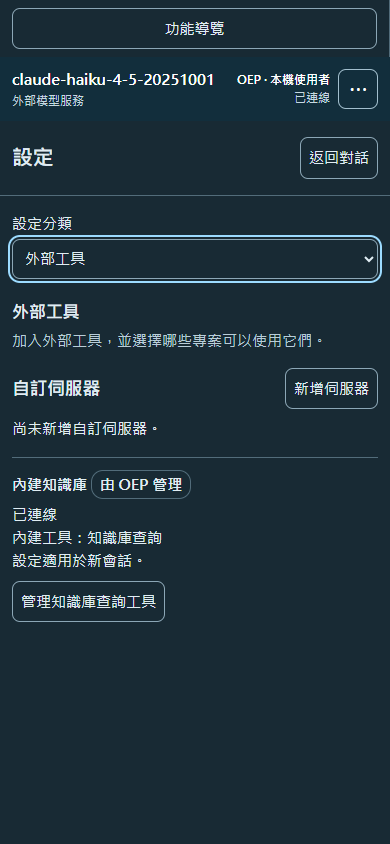 功能導覽
claude-haiku-4-5-20251001
外部模型服務
OEP · 本機使用者
已連線
...
設定
返回對話
設定分類
外部工具
外部工具
加入外部工具，並選擇哪些專案可以使用它們。
自訂伺服器
新增伺服器
尚未新增自訂伺服器。
內建知識庫 由 OEP 管理
已連線
內建工具：知識庫查詢
設定適用於新會話。
管理知識庫查詢工具